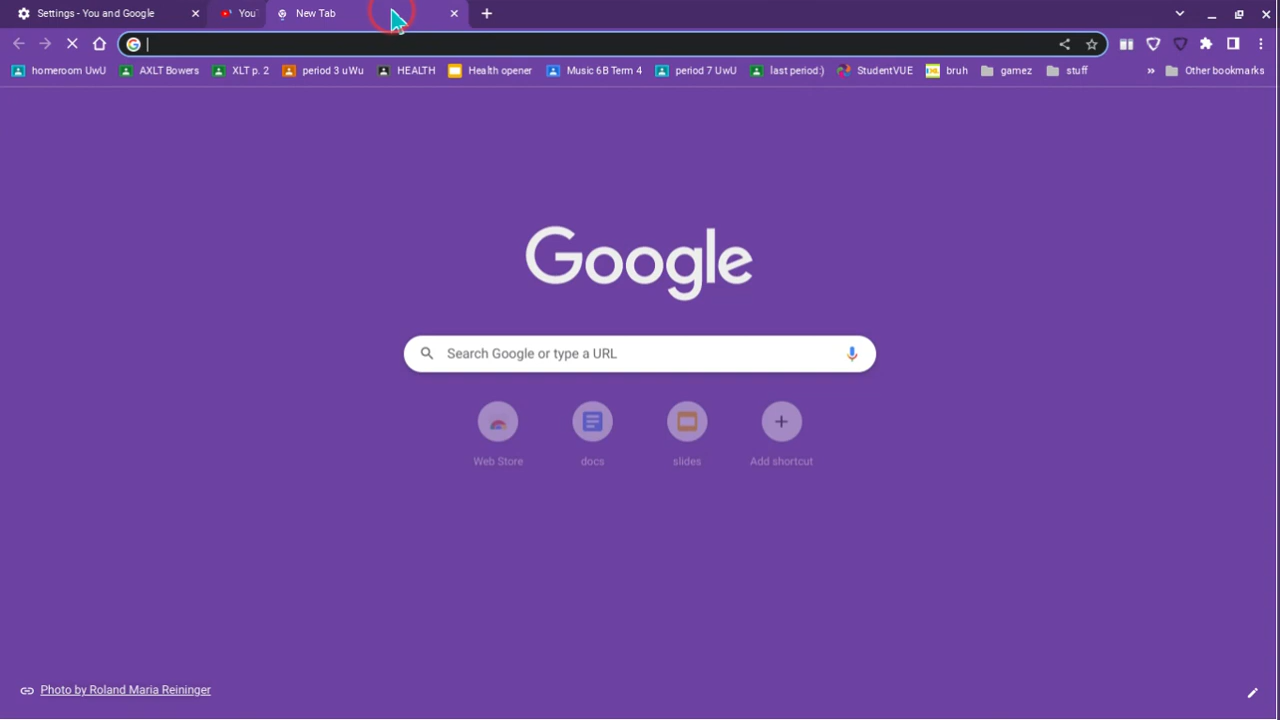 Settings - You and Google
You
New Tab
homeroom UwU
AXLT Bowers
XLT p. 2
period 3 uWu
HEALTH
Health opener
Music 6B Term 4
period 7 UwU
last period:)
StudentVUE
bruh
gamez
stuff
»
Other bookmarks
Google
Search Google or type a URL
Web Store
docs
slides
Add shortcut
Photo by Roland Maria Reininger